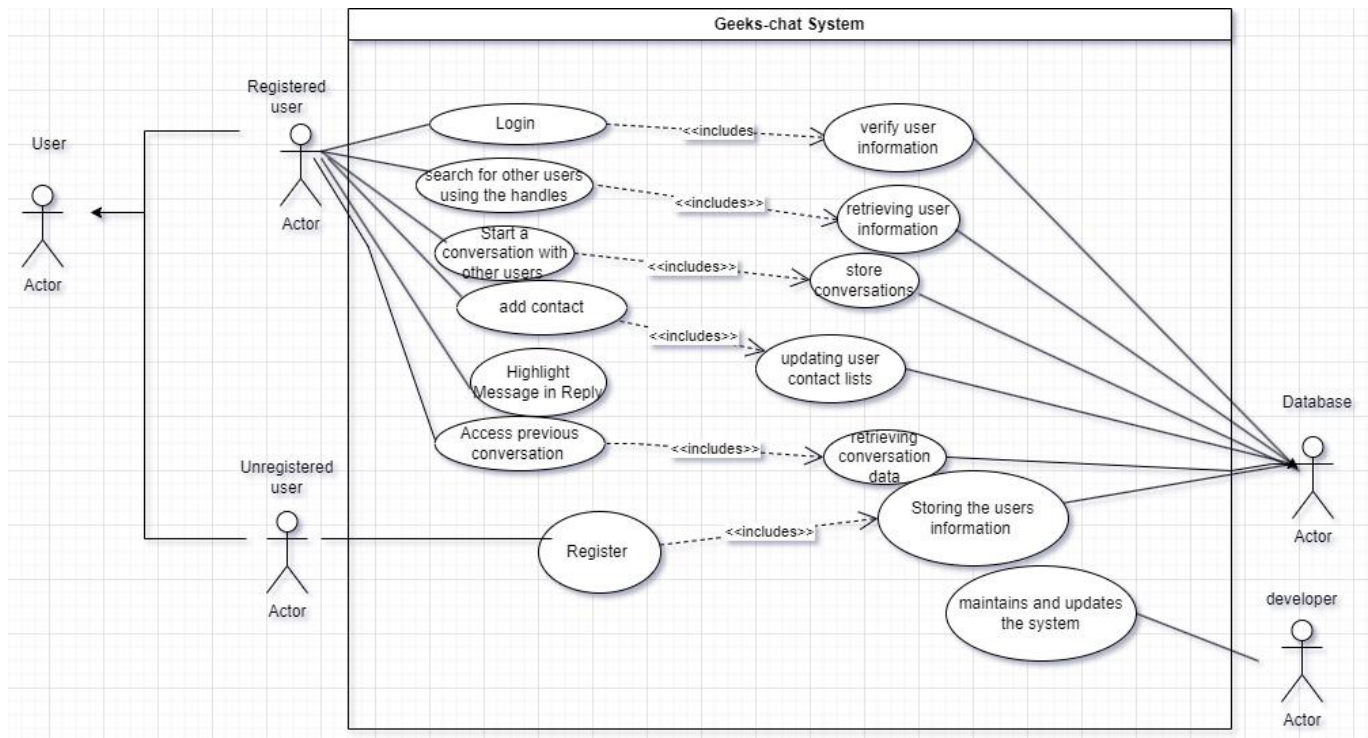 Geeks-chat System
Registered
user
Actor
User
Actor
Login
<<includes
verify user
information
search for other users
using the handles
<<includes>>
retrieving user
information
Start a
conversation with
other users
<<includes>>
store
conversations
add contact
<<includes>>
updating user
contact lists
Highlight
Message in Reply
Access previous
conversation
<<includes>>
retrieving
conversation
data
Database
Actor
Unregistered
user
Actor
Register
<<includes>>
Storing the users
information
maintains and updates
the system
developer
Actor